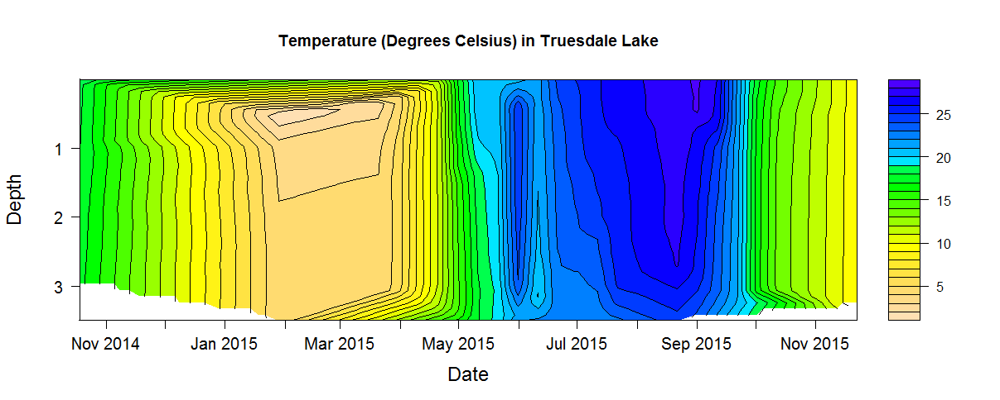 Temperature (Degrees Celsius) in Truesdale Lake
Depth
1
2
3
Nov 2014 Jan 2015 Mar 2015 May 2015 Jul 2015 Sep 2015 Nov 2015
Date
25
20
15
10
5